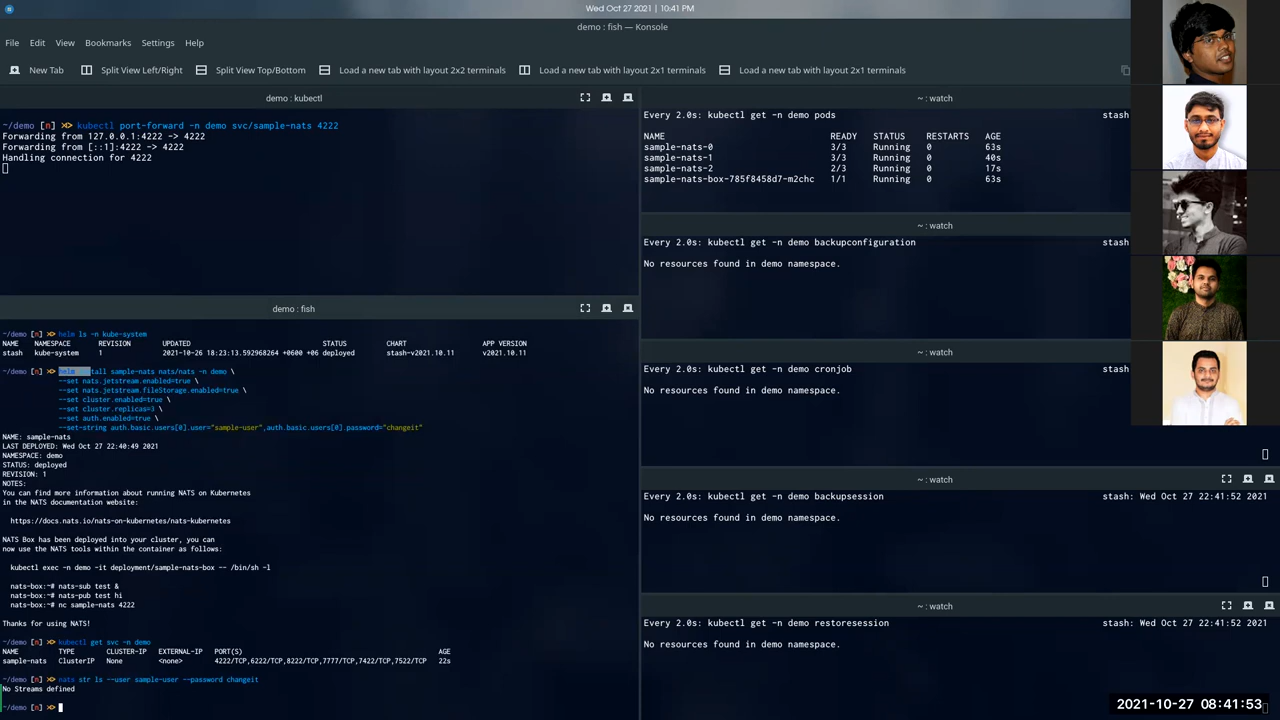 Wed Oct 27 2021 | 10:41 PM
demo : fish — Konsole
File Edit View Bookmarks Settings Help
New Tab Split View Left/Right Split View Top/Bottom Load a new tab with layout 2x2 terminals Load a new tab with layout 2x1 terminals Load a new tab with layout 2x1 terminals
demo : kubectl
~/demo [n] >> kubectl port-forward -n demo svc/sample-nats 4222
Forwarding from 127.0.0.1:4222 -> 4222
Forwarding from [::1]:4222 -> 4222
Handling connection for 4222
demo : fish
~/demo [n] >> helm ls -n kube-system
NAME NAMESPACE REVISION UPDATED STATUS CHART APP VERSION
stash kube-system 1 2021-10-26 18:23:13.592968264 +0600 +06 deployed stash-v2021.10.11 v2021.10.11
~/demo [n] >> helm install sample-nats nats/nats -n demo \
--set nats.jetstream.enabled=true \
--set nats.jetstream.fileStorage.enabled=true \
--set cluster.enabled=true \
--set cluster.replicas=3 \
--set auth.enabled=true \
--set-string auth.basic.users[0].user="sample-user",auth.basic.users[0].password="changeit"
NAME: sample-nats
LAST DEPLOYED: Wed Oct 27 22:40:49 2021
NAMESPACE: demo
STATUS: deployed
REVISION: 1
NOTES:
You can find more information about running NATS on Kubernetes
in the NATS documentation website:
https://docs.nats.io/nats-on-kubernetes/nats-kubernetes
NATS Box has been deployed into your cluster, you can
now use the NATS tools within the container as follows:
kubectl exec -n demo -it deployment/sample-nats-box -- /bin/sh -l
nats-box:~# nats-sub test &
nats-box:~# nats-pub test hi
nats-box:~# nc sample-nats 4222
Thanks for using NATS!
~/demo [n] >> kubectl get svc -n demo
NAME TYPE CLUSTER-IP EXTERNAL-IP PORT(S) AGE
sample-nats ClusterIP None <none> 4222/TCP,6222/TCP,8222/TCP,7777/TCP,7422/TCP,7522/TCP 22s
~/demo [n] >> nats str ls --user sample-user --password changeit
No Streams defined
~/demo [n] >>
~ : watch
Every 2.0s: kubectl get -n demo pods stash
NAME READY STATUS RESTARTS AGE
sample-nats-0 3/3 Running 0 63s
sample-nats-1 3/3 Running 0 40s
sample-nats-2 2/3 Running 0 17s
sample-nats-box-785f8458d7-m2chc 1/1 Running 0 63s
~ : watch
Every 2.0s: kubectl get -n demo backupconfiguration stash
No resources found in demo namespace.
~ : watch
Every 2.0s: kubectl get -n demo cronjob stash
No resources found in demo namespace.
~ : watch
Every 2.0s: kubectl get -n demo backupsession stash: Wed Oct 27 22:41:52 2021
No resources found in demo namespace.
~ : watch
Every 2.0s: kubectl get -n demo restoresession stash: Wed Oct 27 22:41:52 2021
No resources found in demo namespace.
2021-10-27 08:41:53